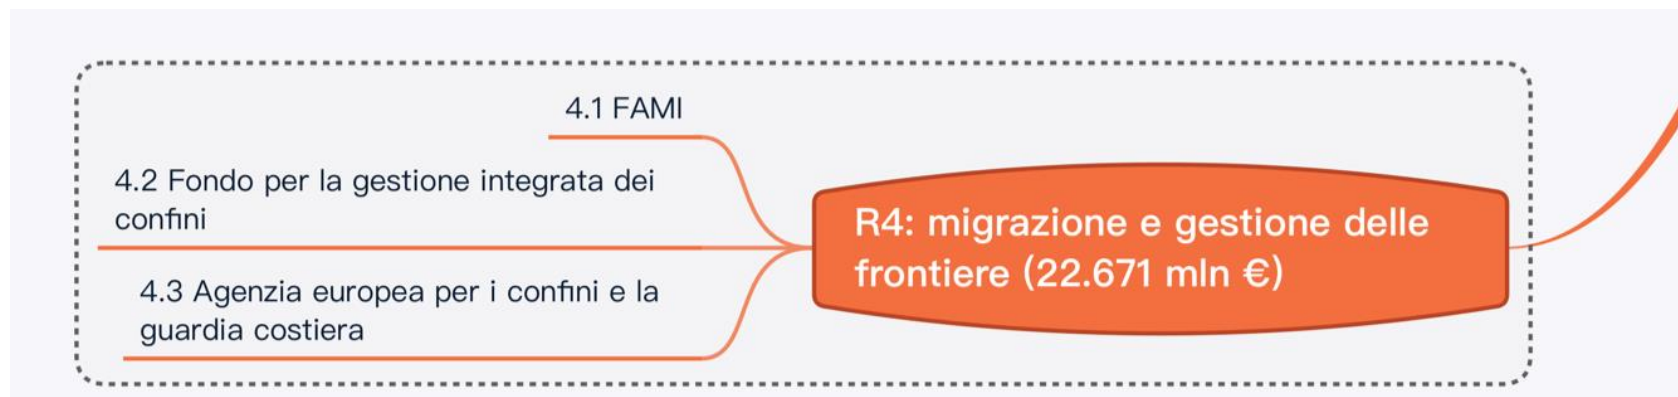 4.1 FAMI
4.2 Fondo per la gestione integrata dei
confini
4.3 Agenzia europea per i confini e la
guardia costiera
R4: migrazione e gestione delle
frontiere (22.671 mln €)